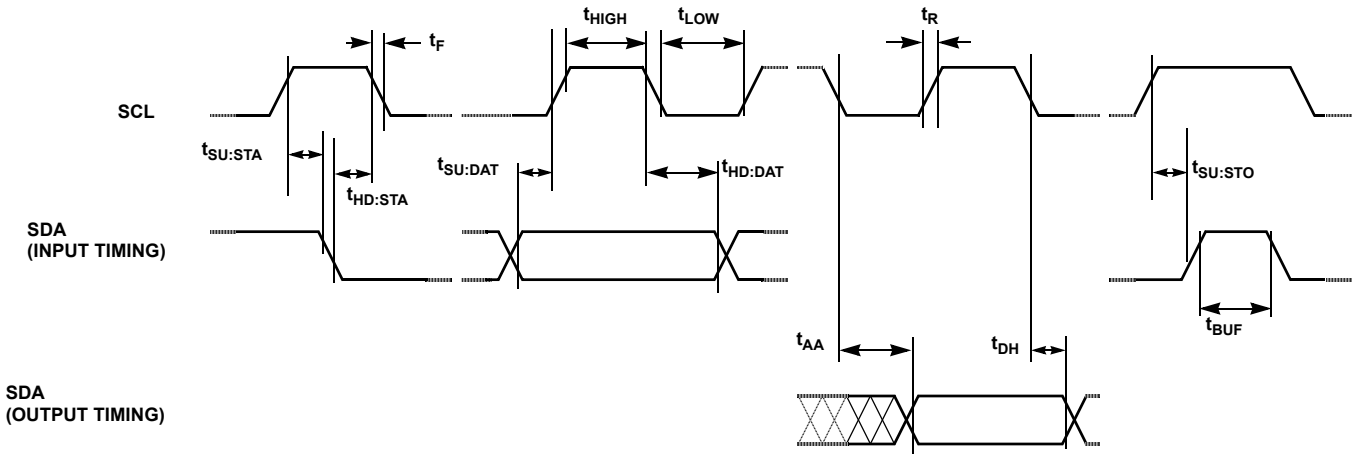 tHIGH
tLOW
tR
tF
SCL
tSU:STA
tSU:DAT
tHD:DAT
tSU:STO
tHD:STA
SDA
(INPUT TIMING)
tBUF
tAA
tDH
SDA
(OUTPUT TIMING)